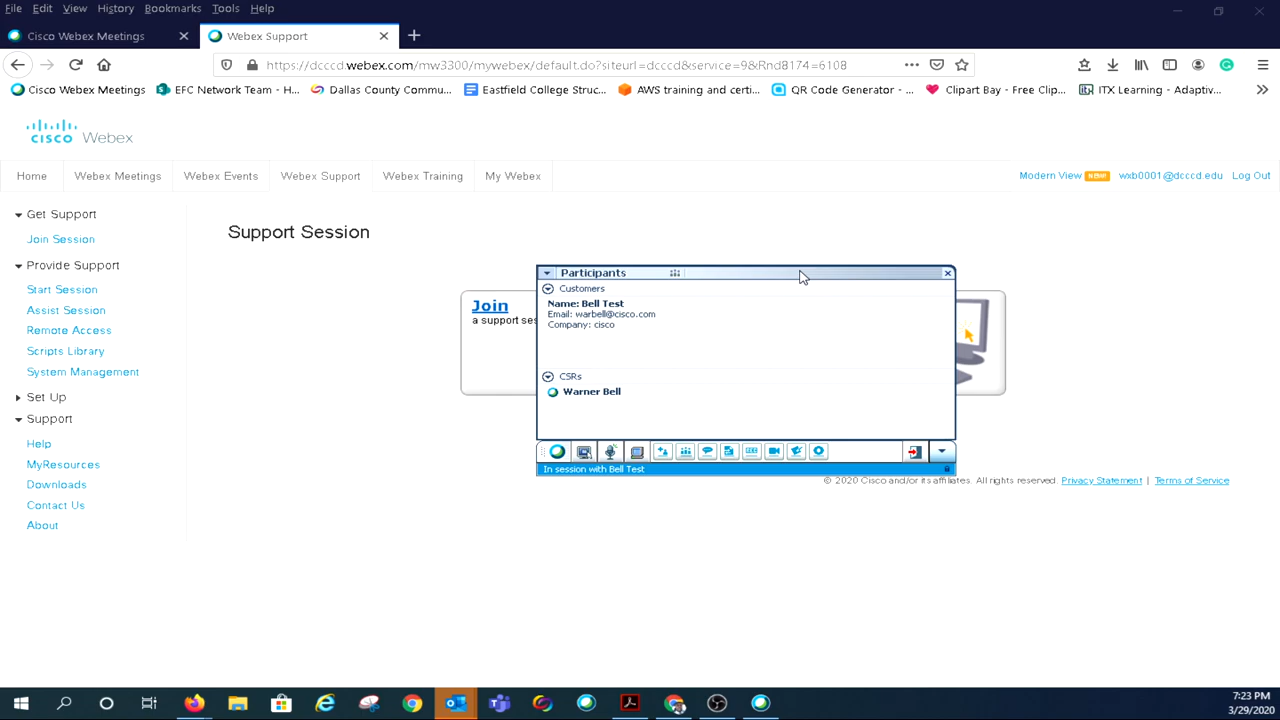 File Edit View History Bookmarks Tools Help
Cisco Webex Meetings
Webex Support
https://dcccd.webex.com/mw3300/mywebex/default.do?siteurl=dcccd&service=9&Rnd8174=6108
Cisco Webex Meetings
EFC Network Team - H...
Dallas County Commu...
Eastfield College Struc...
AWS training and certi...
QR Code Generator - ...
Clipart Bay - Free Clip...
ITX Learning - Adaptiv...
cisco Webex
Home
Webex Meetings
Webex Events
Webex Support
Webex Training
My Webex
Modern View NEW!
wxb0001@dcccd.edu
Log Out
Get Support
Join Session
Provide Support
Start Session
Assist Session
Remote Access
Scripts Library
System Management
Set Up
Support
Help
MyResources
Downloads
Contact Us
About
Support Session
Join
a support ses
Participants
Customers
Name: Bell Test
Email: warbell@cisco.com
Company: cisco
CSRs
Warner Bell
In session with Bell Test
© 2020 Cisco and/or its affiliates. All rights reserved. Privacy Statement | Terms of Service
7:23 PM
3/29/2020